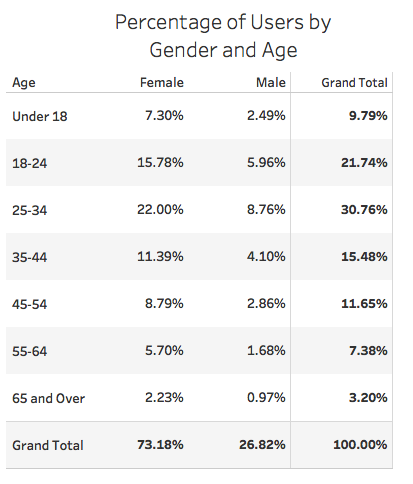 Percentage of Users by
Gender and Age
Age Female Male Grand Total
Under 18 7.30% 2.49% 9.79%
18-24 15.78% 5.96% 21.74%
25-34 22.00% 8.76% 30.76%
35-44 11.39% 4.10% 15.48%
45-54 8.79% 2.86% 11.65%
55-64 5.70% 1.68% 7.38%
65 and Over 2.23% 0.97% 3.20%
Grand Total 73.18% 26.82% 100.00%